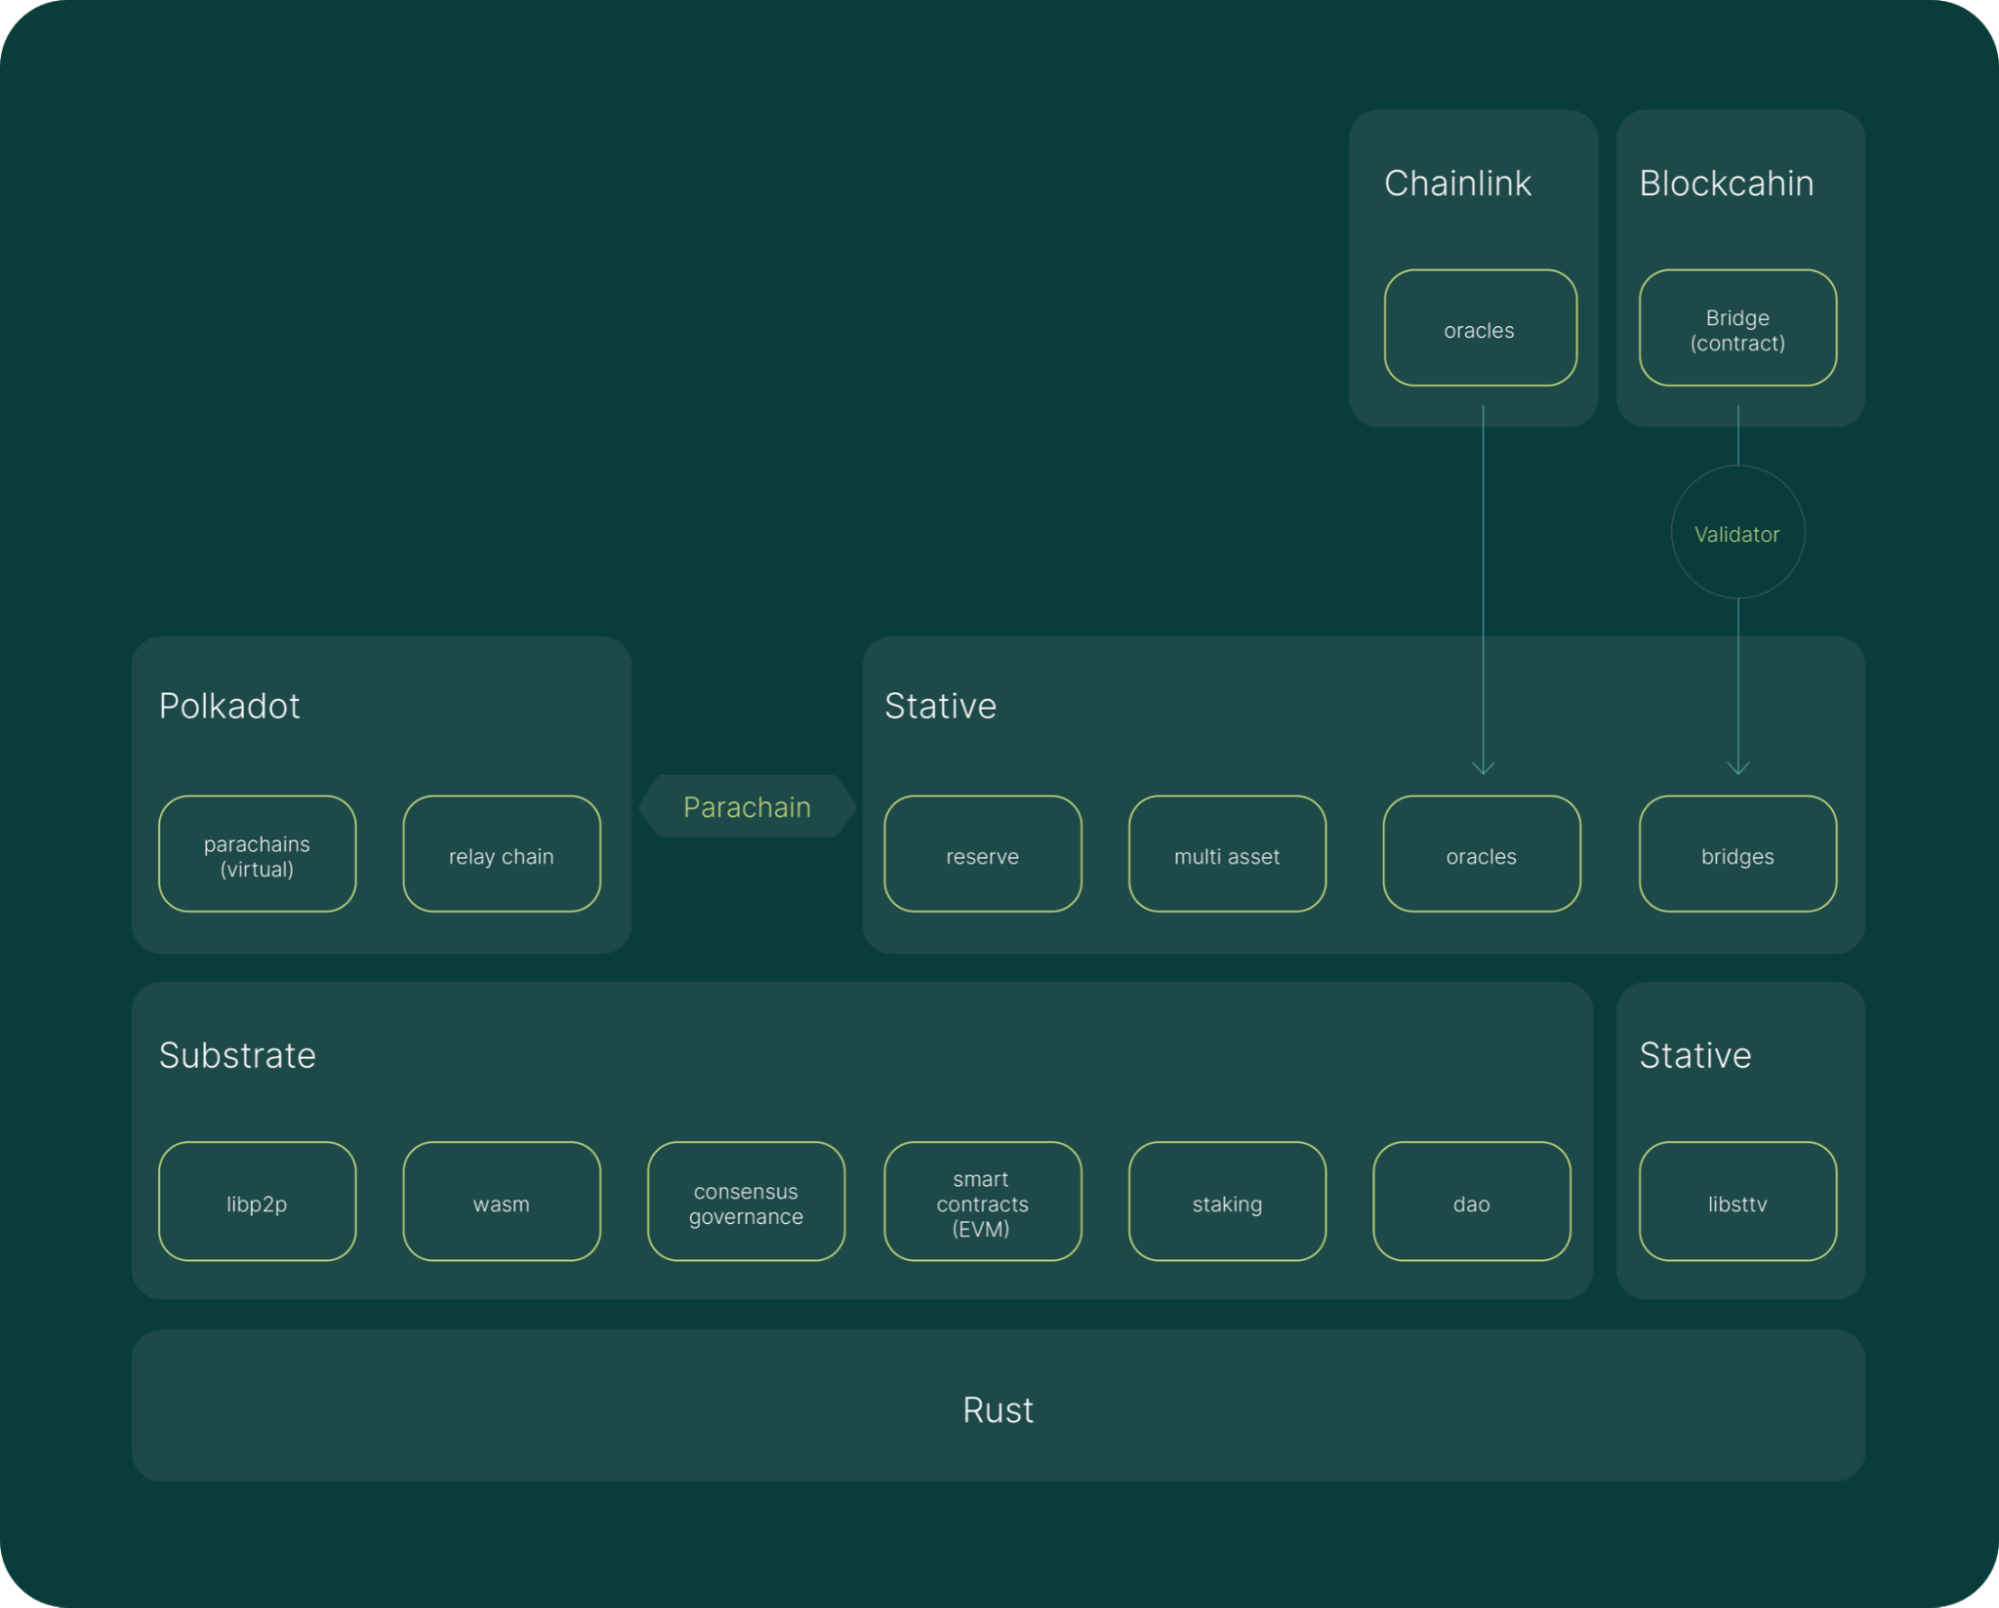 Chainlink
Blockcahin
oracles
Bridge
(contract)
Validator
Polkadot
Stative
Parachain
parachains
(virtual)
relay chain
reserve
multi asset
oracles
bridges
Substrate
Stative
libp2p
wasm
consensus
governance
smart
contracts
(EVM)
staking
dao
libsttv
Rust